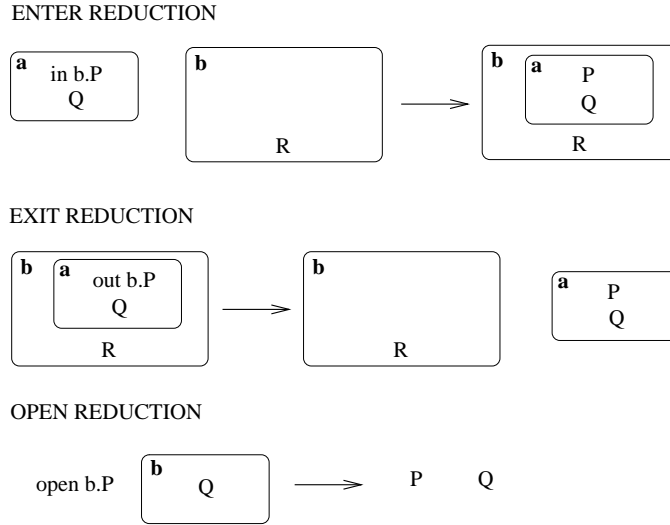 ENTER REDUCTION
a in b.P b b a P
Q Q
R R
EXIT REDUCTION
b a out b.P b a P
Q Q
R R
OPEN REDUCTION
open b.P b Q P Q